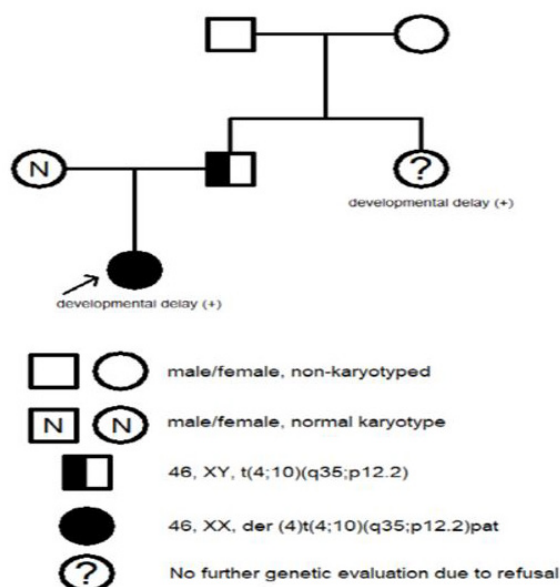 N
?
developmental delay (+)
developmental delay (+)
male/female, non-karyotyped
N N male/female, normal karyotype
46, XY, t(4;10)(q35;p12.2)
46, XX, der (4)t(4;10)(q35;p12.2)pat
? No further genetic evaluation due to refusal